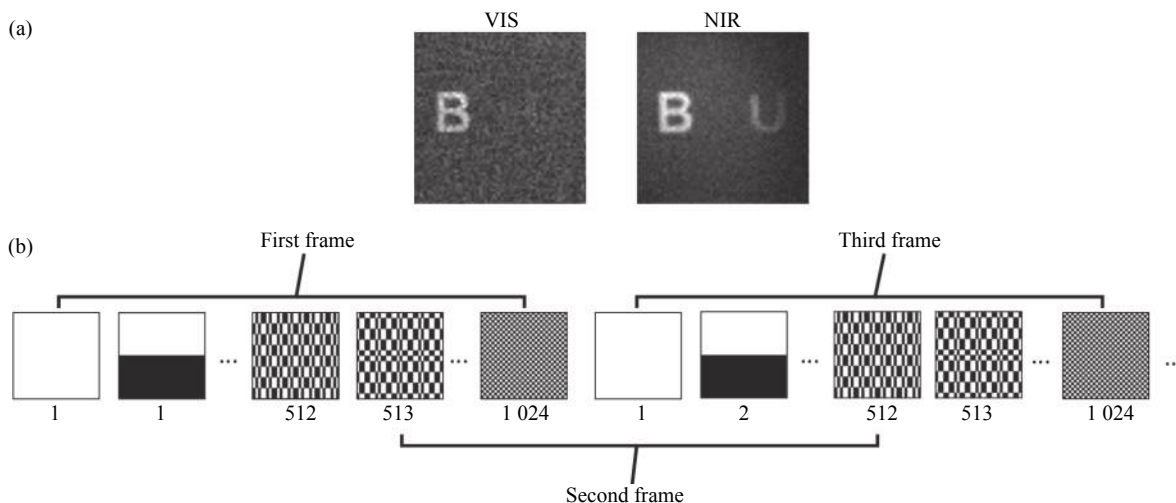 (a)
VIS NIR
B
B U
(b)
First frame Third frame
... ... ... ... ...
1 1 512 513 1 024 1 2 512 513 1 024
Second frame